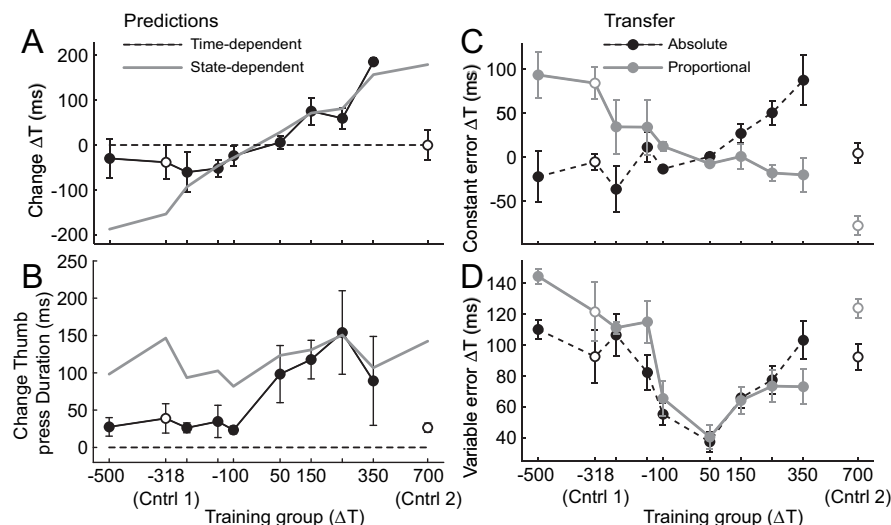 Predictions
Time-dependent
State-dependent
A
200
100
0
-100
-200
Change ΔT (ms)
B
250
200
150
100
50
0
Change Thumb
press Duration (ms)
-500 -318 -100 50 150 350 700
(Cntrl 1) (Cntrl 2)
Training group (ΔT)
Transfer
Absolute
Proportional
C
100
50
0
-50
Constant error ΔT (ms)
D
140
120
100
80
60
40
Variable error ΔT (ms)
-500 -318 -100 50 150 350 700
(Cntrl 1) (Cntrl 2)
Training group (ΔT)